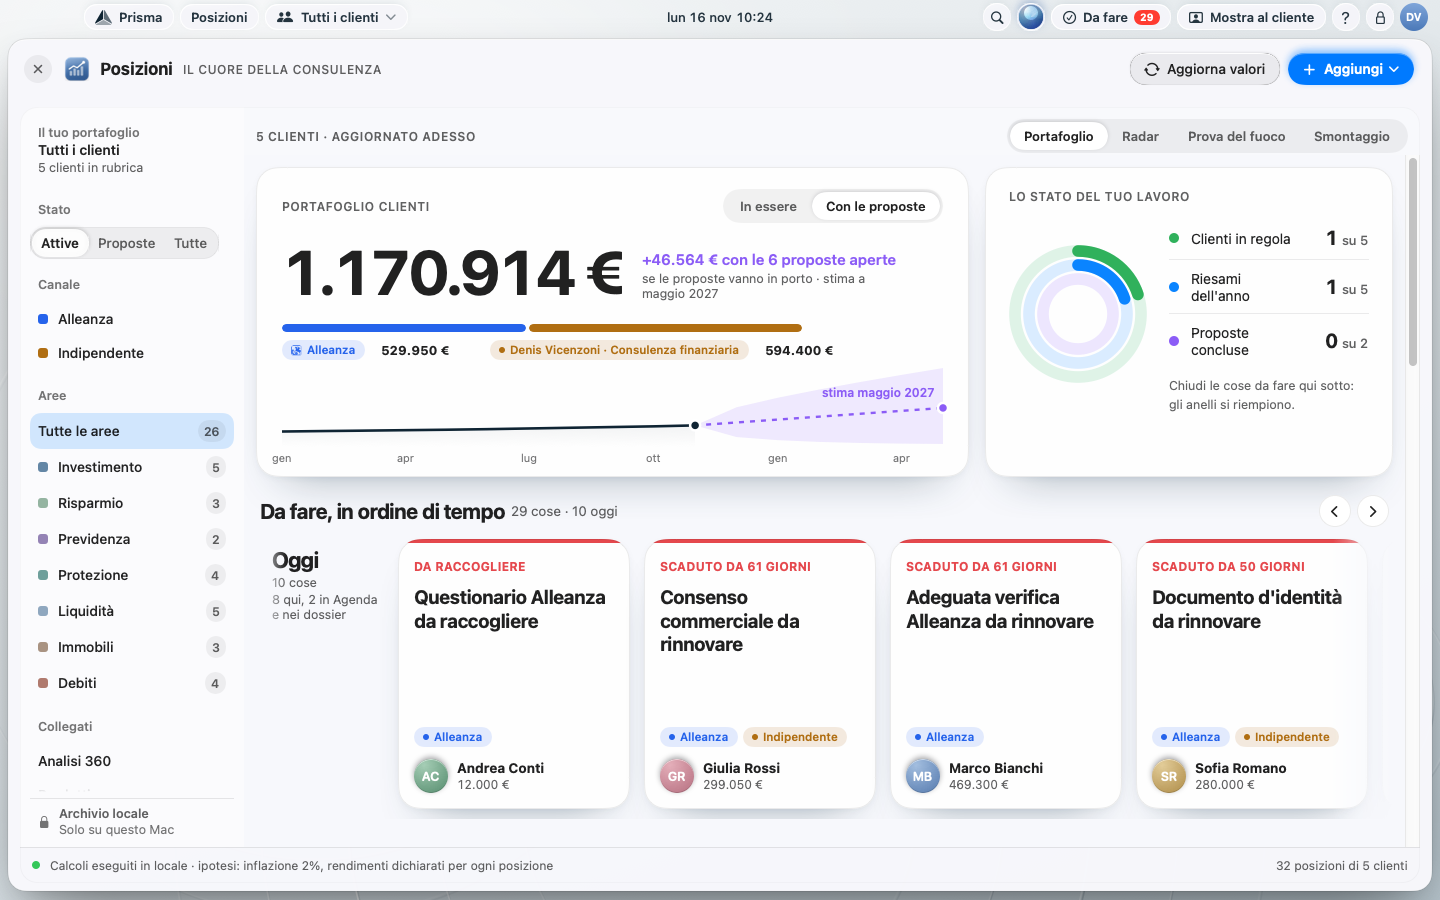 Prisma
Posizioni
Tutti i clienti
lun 16 nov 10:24
Da fare 29
Mostra al cliente
?
DV
Posizioni IL CUORE DELLA CONSULENZA
Aggiorna valori
Aggiungi
Il tuo portafoglio
Tutti i clienti
5 clienti in rubrica
Stato
Attive Proposte Tutte
Canale
Alleanza
Indipendente
Aree
Tutte le aree 26
Investimento 5
Risparmio 3
Previdenza 2
Protezione 4
Liquidità 5
Immobili 3
Debiti 4
Collegati
Analisi 360
Archivio locale
Solo su questo Mac
5 CLIENTI · AGGIORNATO ADESSO
Portafoglio Radar Prova del fuoco Smontaggio
PORTAFOGLIO CLIENTI
In essere Con le proposte
1.170.914 €
+46.564 € con le 6 proposte aperte
se le proposte vanno in porto · stima a
maggio 2027
Alleanza 529.950 €
Denis Vicenzoni · Consulenza finanziaria 594.400 €
stima maggio 2027
gen apr lug ott gen apr
LO STATO DEL TUO LAVORO
Clienti in regola 1 su 5
Riesami
dell'anno
1 su 5
Proposte
concluse
0 su 2
Chiudi le cose da fare qui sotto:
gli anelli si riempiono.
Da fare, in ordine di tempo 29 cose · 10 oggi
Oggi
10 cose
8 qui, 2 in Agenda
e nei dossier
DA RACCOGLIERE
Questionario Alleanza
da raccogliere
Alleanza
AC
Andrea Conti
12.000 €
SCADUTO DA 61 GIORNI
Consenso
commerciale da
rinnovare
Alleanza Indipendente
GR
Giulia Rossi
299.050 €
SCADUTO DA 61 GIORNI
Adeguata verifica
Alleanza da rinnovare
Alleanza
MB
Marco Bianchi
469.300 €
SCADUTO DA 50 GIORNI
Documento d'identità
da rinnovare
Alleanza Indipendente
SR
Sofia Romano
280.000 €
Calcoli eseguiti in locale · ipotesi: inflazione 2%, rendimenti dichiarati per ogni posizione
32 posizioni di 5 clienti